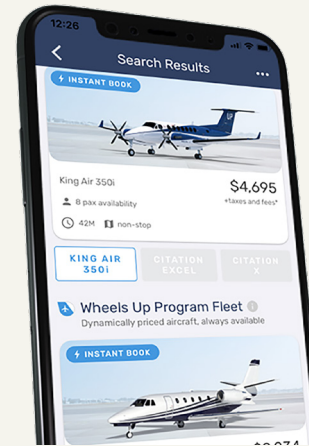 12:26
Search Results
INSTANT BOOK
UP
King Air 350i
$4,695
+taxes and fees*
8 pax availability
42M non-stop
KING AIR
350i
CITATION
EXCEL
CITATION
X
Wheels Up Program Fleet
Dynamically priced aircraft, always available
INSTANT BOOK